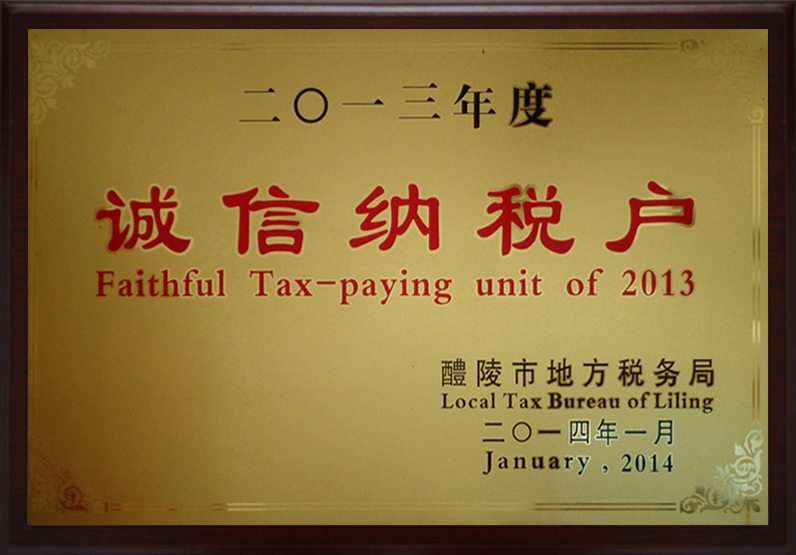 二〇一三年度
诚信纳税户
Faithful Tax-paying unit of 2013
醴陵市地方税务局
Local Tax Bureau of Liling
二〇一四年一月
January , 2014